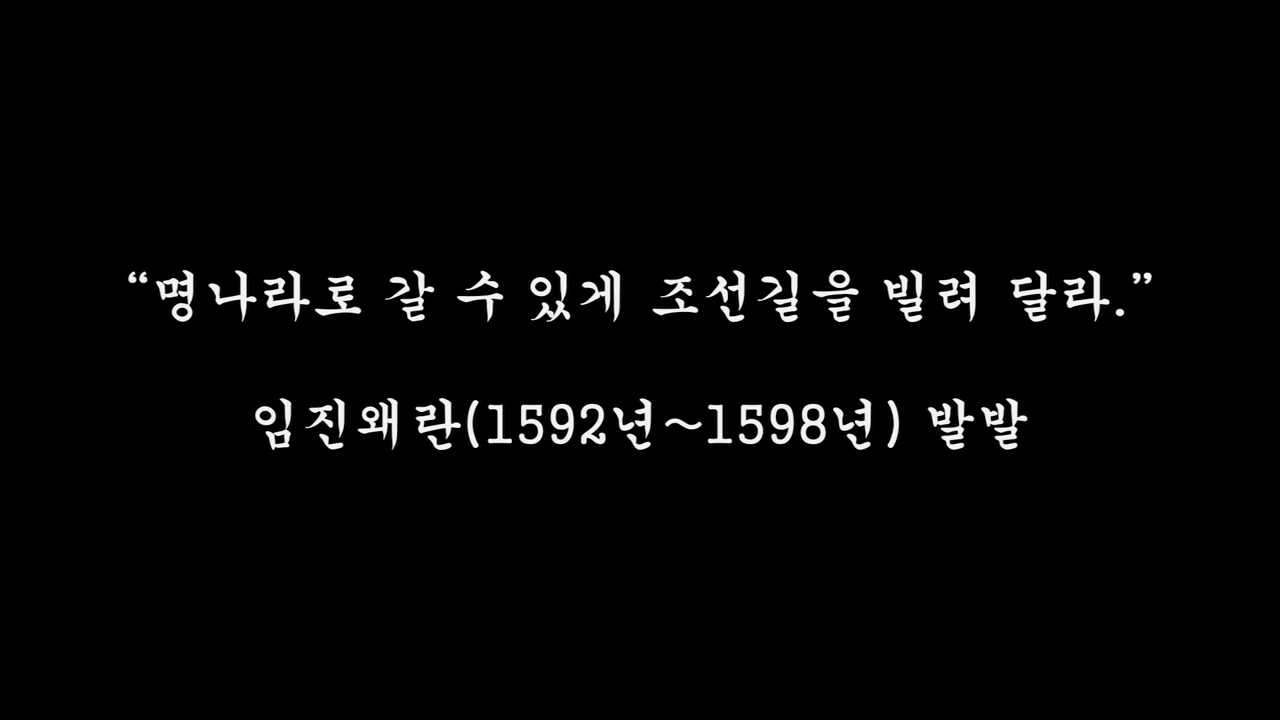 “명나라로 갈 수 있게 조선길을 빌려 달라.”
임진왜란(1592년~1598년) 발발